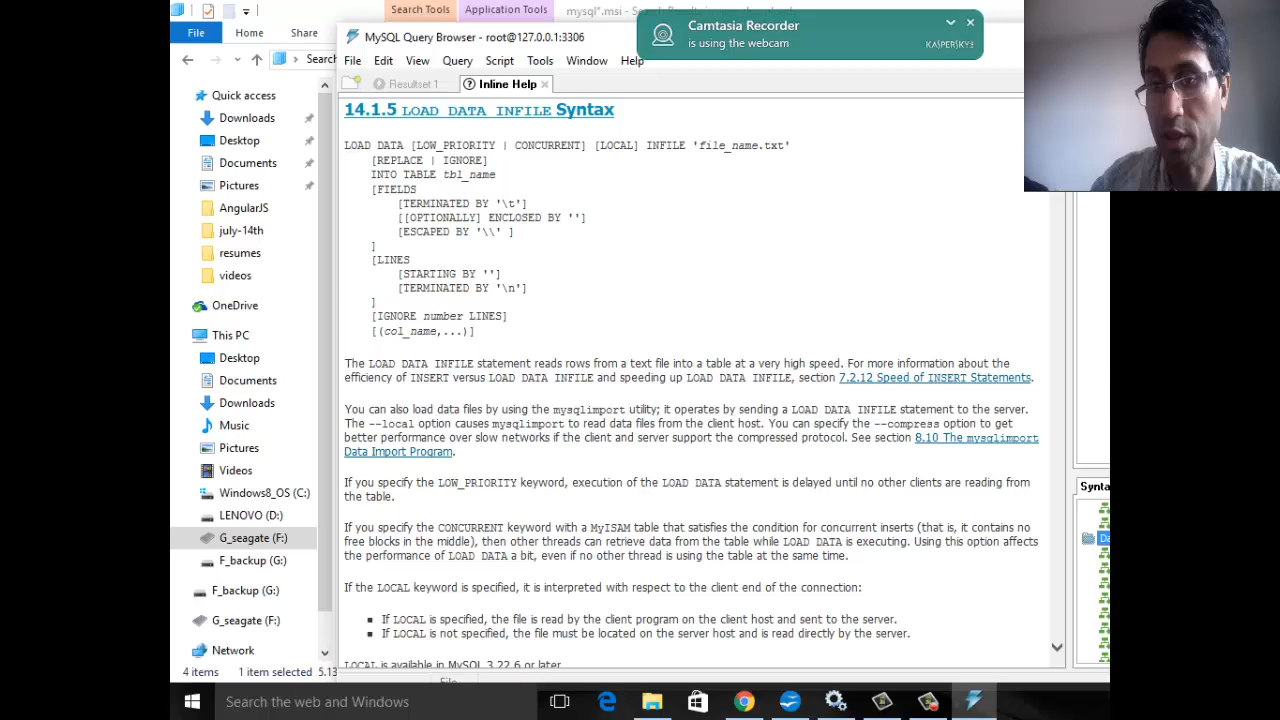 Search Tools
Application Tools
mysql*.msi - Search Results in
File
Home
Share
MySQL Query Browser - root@127.0.0.1:3306
Camtasia Recorder
is using the webcam
KASPERSKY
Search
File Edit View Query Script Tools Window Help
Resultset 1
Inline Help
Quick access
Downloads
Desktop
Documents
Pictures
AngularJS
july-14th
resumes
videos
OneDrive
This PC
Desktop
Documents
Downloads
Music
Pictures
Videos
Windows8_OS (C:)
LENOVO (D:)
G_seagate (F:)
F_backup (G:)
F_backup (G:)
G_seagate (F:)
Network
4 items
1 item selected 5.13
14.1.5 LOAD DATA INFILE Syntax
LOAD DATA [LOW_PRIORITY | CONCURRENT] [LOCAL] INFILE 'file_name.txt'
[REPLACE | IGNORE]
INTO TABLE tbl_name
[FIELDS
[TERMINATED BY '\t']
[[OPTIONALLY] ENCLOSED BY '']
[ESCAPED BY '\\' ]
]
[LINES
[STARTING BY '']
[TERMINATED BY '\n']
]
[IGNORE number LINES]
[(col_name,...)]
The LOAD DATA INFILE statement reads rows from a text file into a table at a very high speed. For more information about the
efficiency of INSERT versus LOAD DATA INFILE and speeding up LOAD DATA INFILE, section 7.2.12 Speed of INSERT Statements.
You can also load data files by using the mysqlimport utility; it operates by sending a LOAD DATA INFILE statement to the server.
The --local option causes mysqlimport to read data files from the client host. You can specify the --compress option to get
better performance over slow networks if the client and server support the compressed protocol. See section 8.10 The mysqlimport
Data Import Program.
If you specify the LOW_PRIORITY keyword, execution of the LOAD DATA statement is delayed until no other clients are reading from
the table.
If you specify the CONCURRENT keyword with a MyISAM table that satisfies the condition for concurrent inserts (that is, it contains no
free blocks in the middle), then other threads can retrieve data from the table while LOAD DATA is executing. Using this option affects
the performance of LOAD DATA a bit, even if no other thread is using the table at the same time.
If the LOCAL keyword is specified, it is interpreted with respect to the client end of the connection:
If LOCAL is specified, the file is read by the client program on the client host and sent to the server.
If LOCAL is not specified, the file must be located on the server host and is read directly by the server.
LOCAL is available in MySQL 3.22.6 or later.
Synta
Da
File
Search the web and Windows